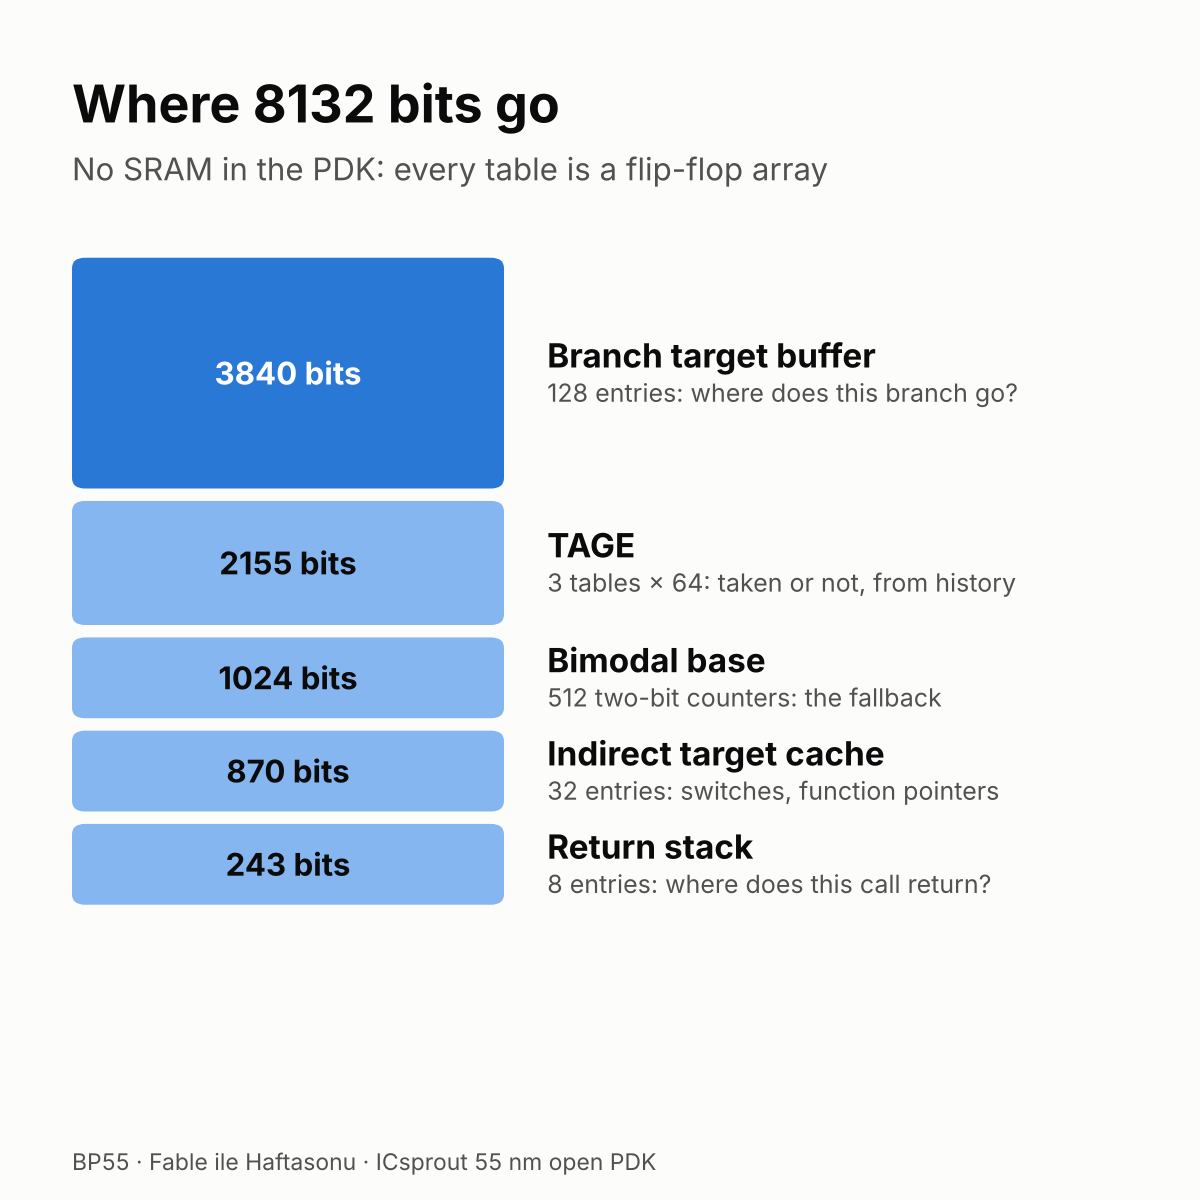 Where 8132 bits go
No SRAM in the PDK: every table is a flip-flop array
3840 bits
Branch target buffer
128 entries: where does this branch go?
2155 bits
TAGE
3 tables × 64: taken or not, from history
1024 bits
Bimodal base
512 two-bit counters: the fallback
870 bits
Indirect target cache
32 entries: switches, function pointers
243 bits
Return stack
8 entries: where does this call return?
BP55 · Fable ile Haftasonu · ICsprout 55 nm open PDK